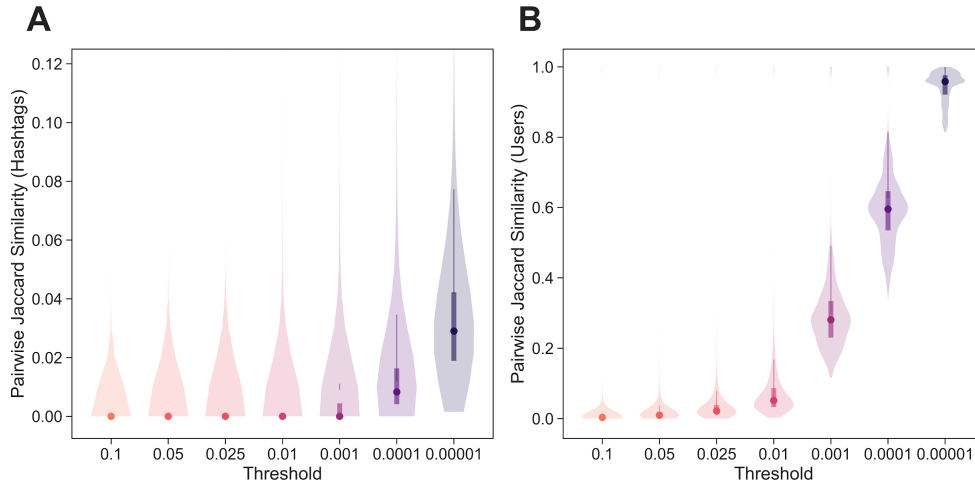 A
Pairwise Jaccard Similarity (Hashtags)
0.12
0.10
0.08
0.06
0.04
0.02
0.00
0.1 0.05 0.025 0.01 0.001 0.0001 0.00001
Threshold
B
Pairwise Jaccard Similarity (Users)
1.0
0.8
0.6
0.4
0.2
0.0
0.1 0.05 0.025 0.01 0.001 0.0001 0.00001
Threshold